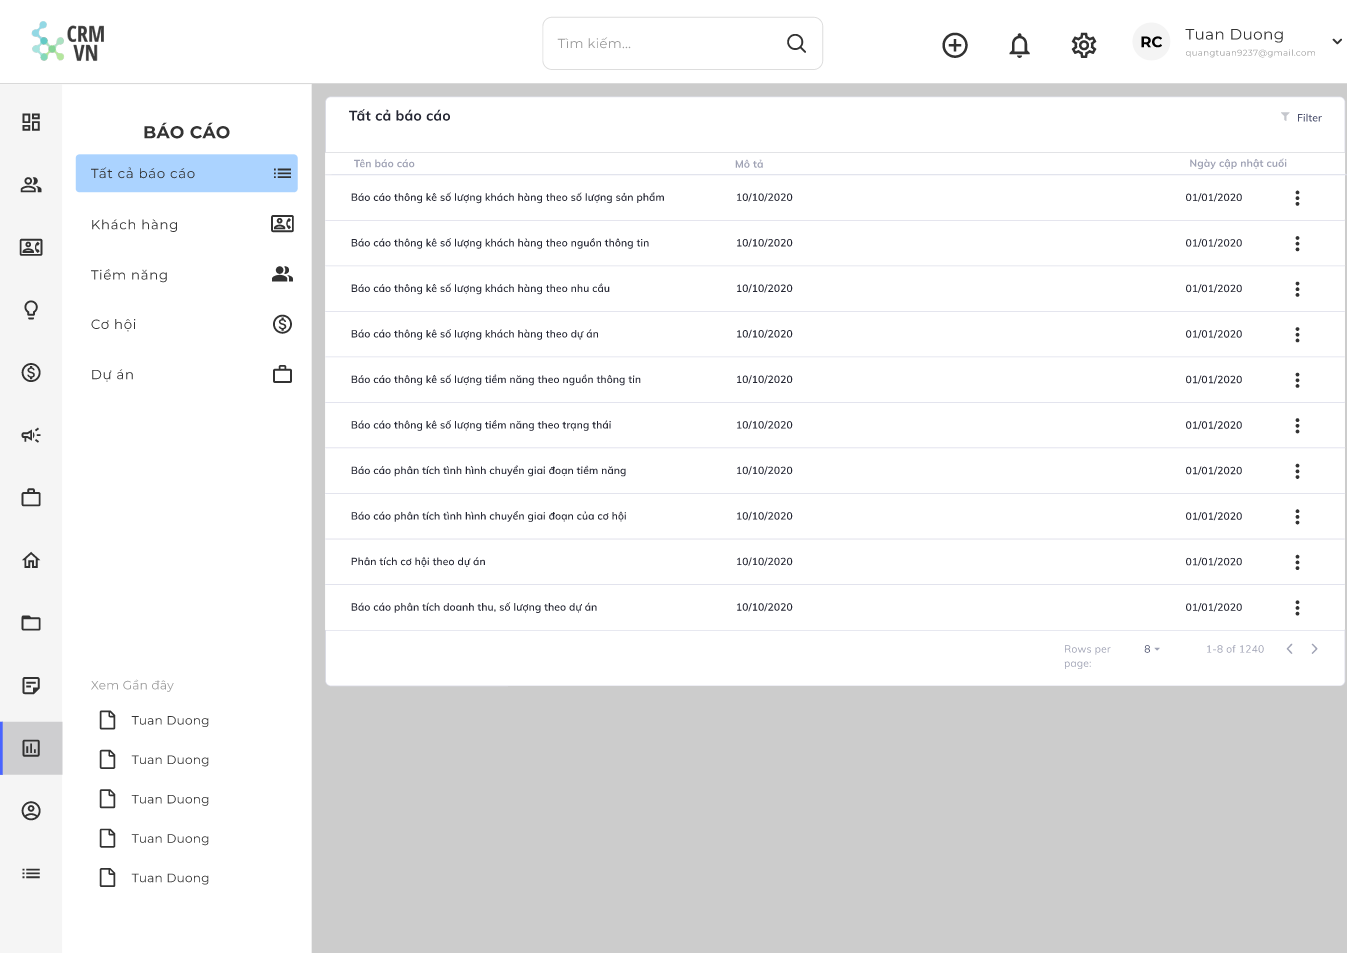 CRM
VN
Tìm kiếm...
RC
Tuan Duong
quangtuan9237@gmail.com
BÁO CÁO
Tất cả báo cáo
Khách hàng
Tiềm năng
Cơ hội
Dự án
Xem Gần đây
Tuan Duong
Tuan Duong
Tuan Duong
Tuan Duong
Tuan Duong
Tất cả báo cáo
Filter
Tên báo cáo Mô tả Ngày cập nhật cuối
Báo cáo thông kê số lượng khách hàng theo số lượng sản phẩm 10/10/2020 01/01/2020
Báo cáo thông kê số lượng khách hàng theo nguồn thông tin 10/10/2020 01/01/2020
Báo cáo thông kê số lượng khách hàng theo nhu cầu 10/10/2020 01/01/2020
Báo cáo thông kê số lượng khách hàng theo dự án 10/10/2020 01/01/2020
Báo cáo thông kê số lượng tiềm năng theo nguồn thông tin 10/10/2020 01/01/2020
Báo cáo thông kê số lượng tiềm năng theo trạng thái 10/10/2020 01/01/2020
Báo cáo phân tích tình hình chuyển giai đoạn tiềm năng 10/10/2020 01/01/2020
Báo cáo phân tích tình hình chuyển giai đoạn của cơ hội 10/10/2020 01/01/2020
Phân tích cơ hội theo dự án 10/10/2020 01/01/2020
Báo cáo phân tích doanh thu, số lượng theo dự án 10/10/2020 01/01/2020
Rows per
page:
8
1-8 of 1240